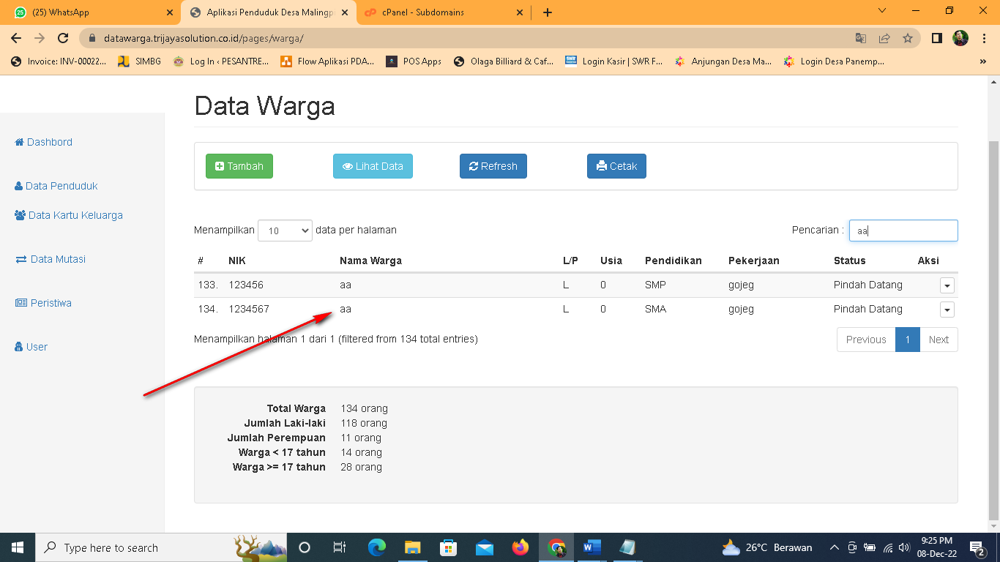 25 (25) WhatsApp
Aplikasi Penduduk Desa Malingp
cPanel - Subdomains
datawarga.trijayasolution.co.id/pages/warga/
Invoice: INV-00022...
SIMBG
Log In ‹ PESANTRE...
Flow Aplikasi PDA...
POS Apps
Olaga Billiard & Caf...
Login Kasir | SWR F...
Anjungan Desa Ma...
Login Desa Panemp...
Data Warga
Dashbord
Data Penduduk
Data Kartu Keluarga
Data Mutasi
Peristiwa
User
Tambah Lihat Data Refresh Cetak
Menampilkan 10 data per halaman Pencarian : aa
# NIK Nama Warga L/P Usia Pendidikan Pekerjaan Status Aksi
133. 123456 aa L 0 SMP gojeg Pindah Datang
134. 1234567 aa L 0 SMA gojeg Pindah Datang
Menampilkan halaman 1 dari 1 (filtered from 134 total entries) Previous 1 Next
Total Warga 134 orang
Jumlah Laki-laki 118 orang
Jumlah Perempuan 11 orang
Warga < 17 tahun 14 orang
Warga >= 17 tahun 28 orang
Type here to search
26°C Berawan
9:25 PM
08-Dec-22
2